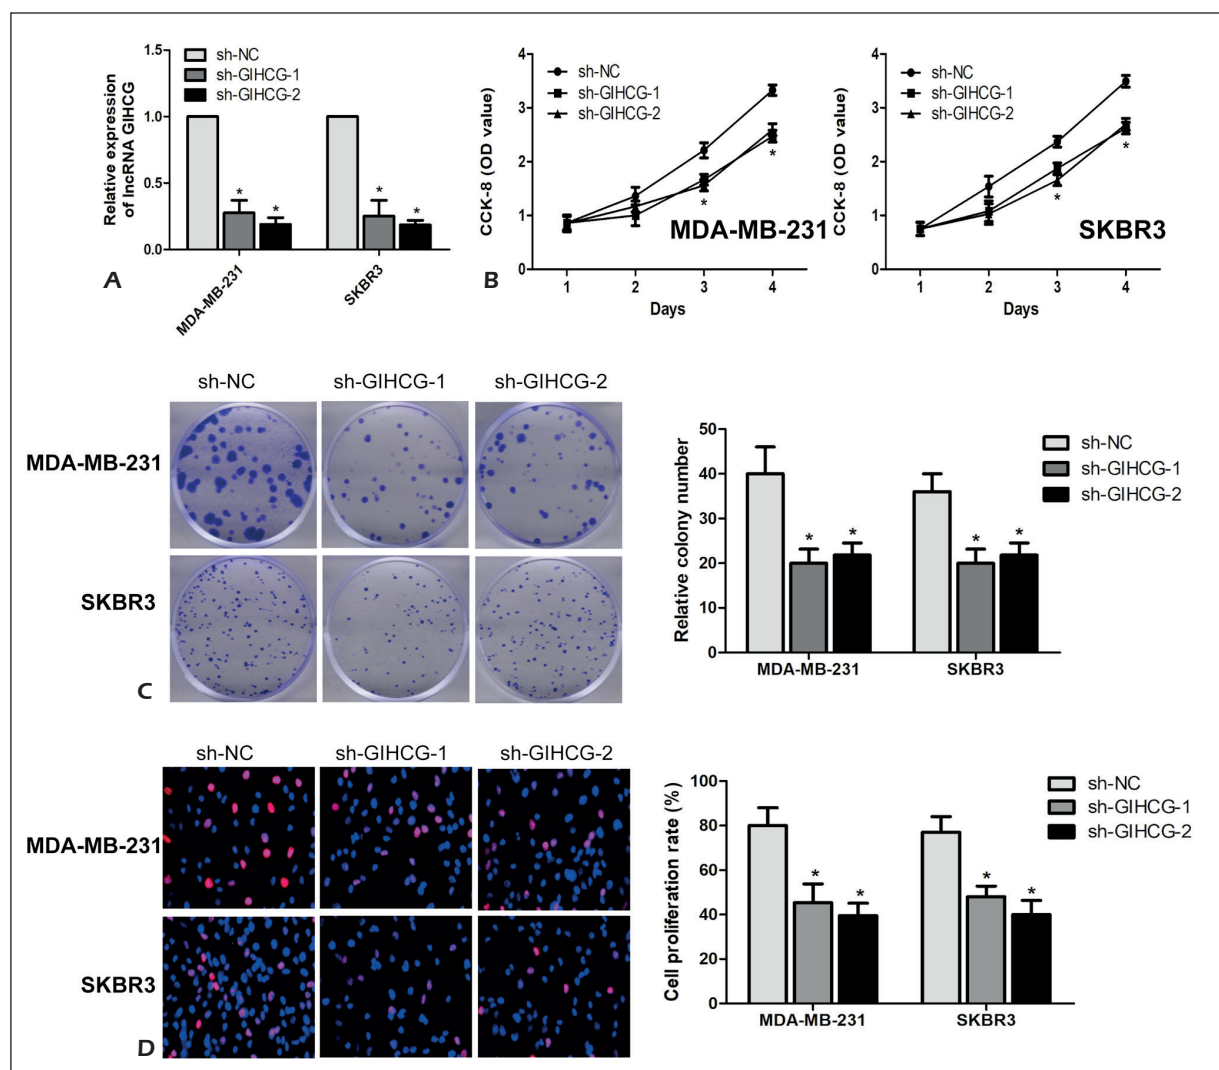 1.5
1.0
0.5
0.0
Relative expression
of lncRNA GIHCG
sh-NC
sh-GIHCG-1
sh-GIHCG-2
*
*
*
*
MDA-MB-231
SKBR3
A
4
3
2
1
0
CCK-8 (OD value)
sh-NC
sh-GIHCG-1
sh-GIHCG-2
*
*
MDA-MB-231
1
2
3
4
Days
B
4
3
2
1
0
CCK-8 (OD value)
sh-NC
sh-GIHCG-1
sh-GIHCG-2
*
*
SKBR3
1
2
3
4
Days
sh-NC
sh-GIHCG-1
sh-GIHCG-2
MDA-MB-231
SKBR3
C
50
40
30
20
10
0
Relative colony number
sh-NC
sh-GIHCG-1
sh-GIHCG-2
*
*
*
*
MDA-MB-231
SKBR3
sh-NC
sh-GIHCG-1
sh-GIHCG-2
MDA-MB-231
SKBR3
D
100
80
60
40
20
0
Cell proliferation rate (%)
sh-NC
sh-GIHCG-1
sh-GIHCG-2
*
*
*
*
MDA-MB-231
SKBR3